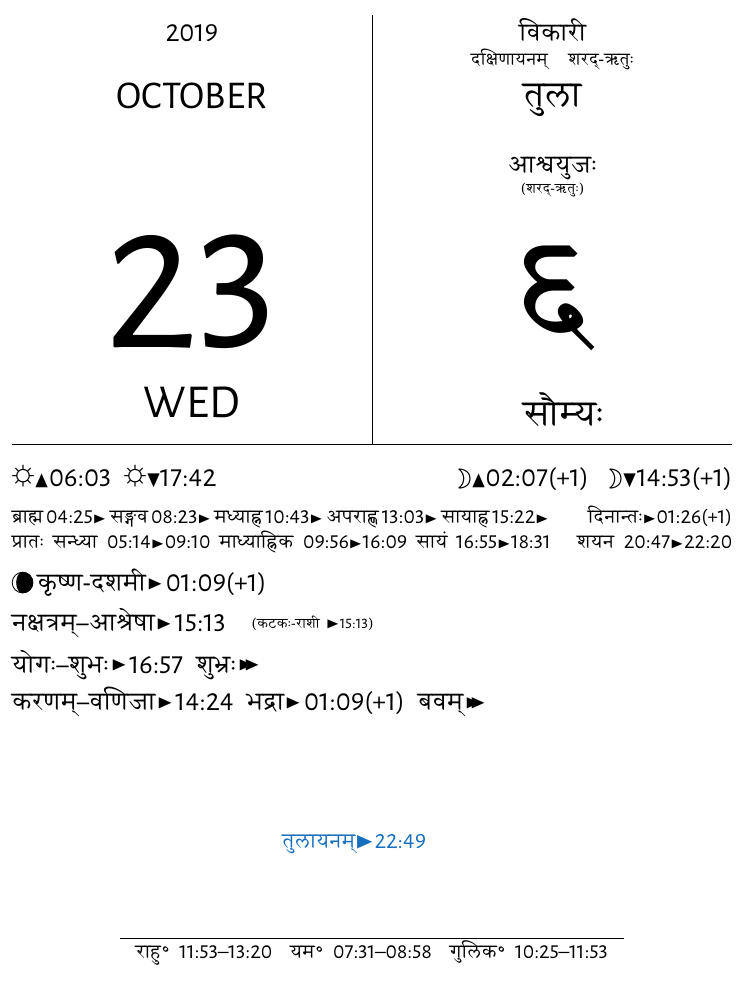 2019
OCTOBER
23
WED
विकारी
दक्षिणायनम् शरद्-ऋतुः
तुला
आश्वयुजः
(शरद्-ऋतुः)
६
सौम्यः
☼▲06:03 ☼▼17:42 ☽▲02:07(+1) ☽▼14:53(+1)
ब्राह्म 04:25► सङ्गव 08:23► मध्याह्न 10:43► अपराह्ण 13:03► सायाह्न 15:22► दिनान्तः►01:26(+1)
प्रातः सन्ध्या 05:14►09:10 माध्याह्निक 09:56►16:09 सायं 16:55►18:31 शयन 20:47►22:20
कृष्ण-दशमी►01:09(+1)
नक्षत्रम्–आश्रेषा►15:13 (कटकः-राशी ►15:13)
योगः–शुभः►16:57 शुभ्रः►►
करणम्–वणिजा►14:24 भद्रा►01:09(+1) बवम्►►
तुलायनम्►22:49
राहु° 11:53–13:20 यम° 07:31–08:58 गुलिक° 10:25–11:53